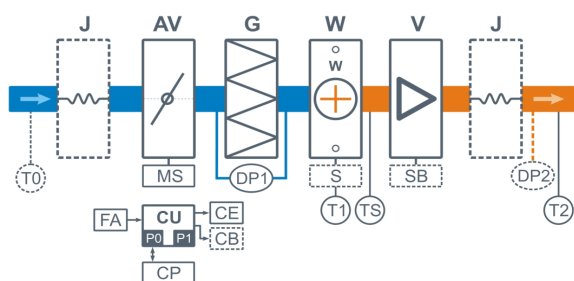 J AV G W V J
w
T0 MS DP1 S SB DP2
T1 TS T2
FA CU CE
P0 P1 CB
CP